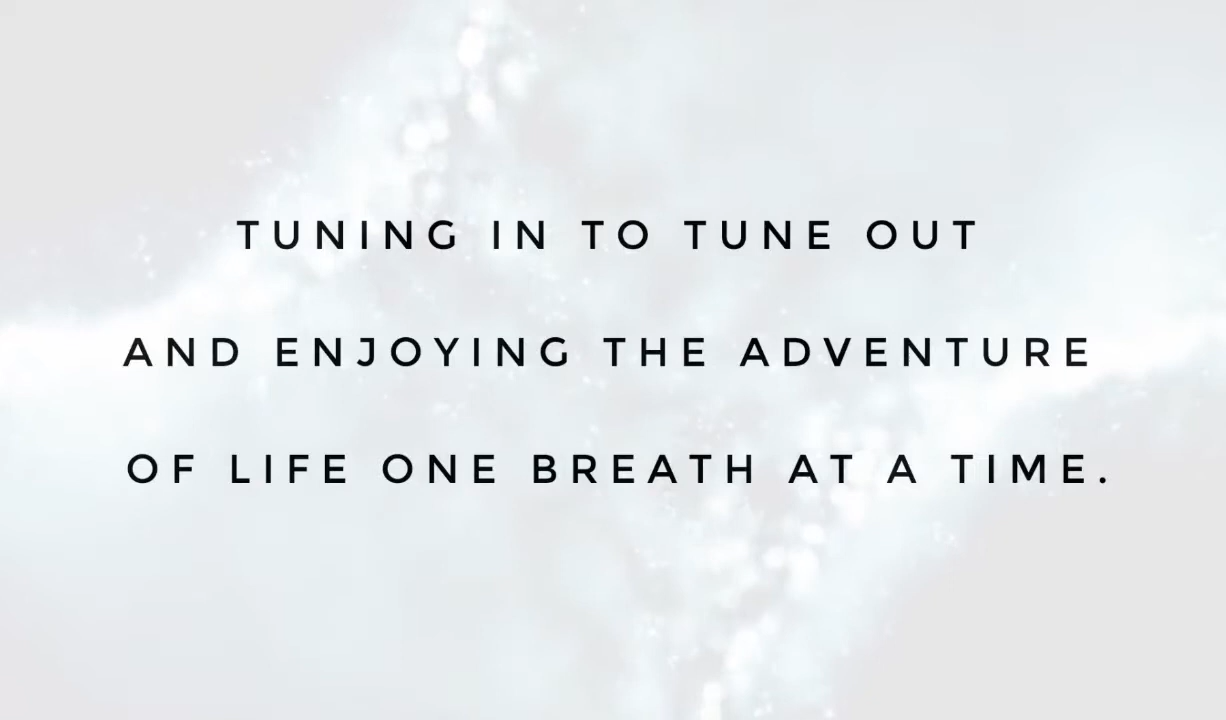 TUNING IN TO TUNE OUT
AND ENJOYING THE ADVENTURE
OF LIFE ONE BREATH AT A TIME.